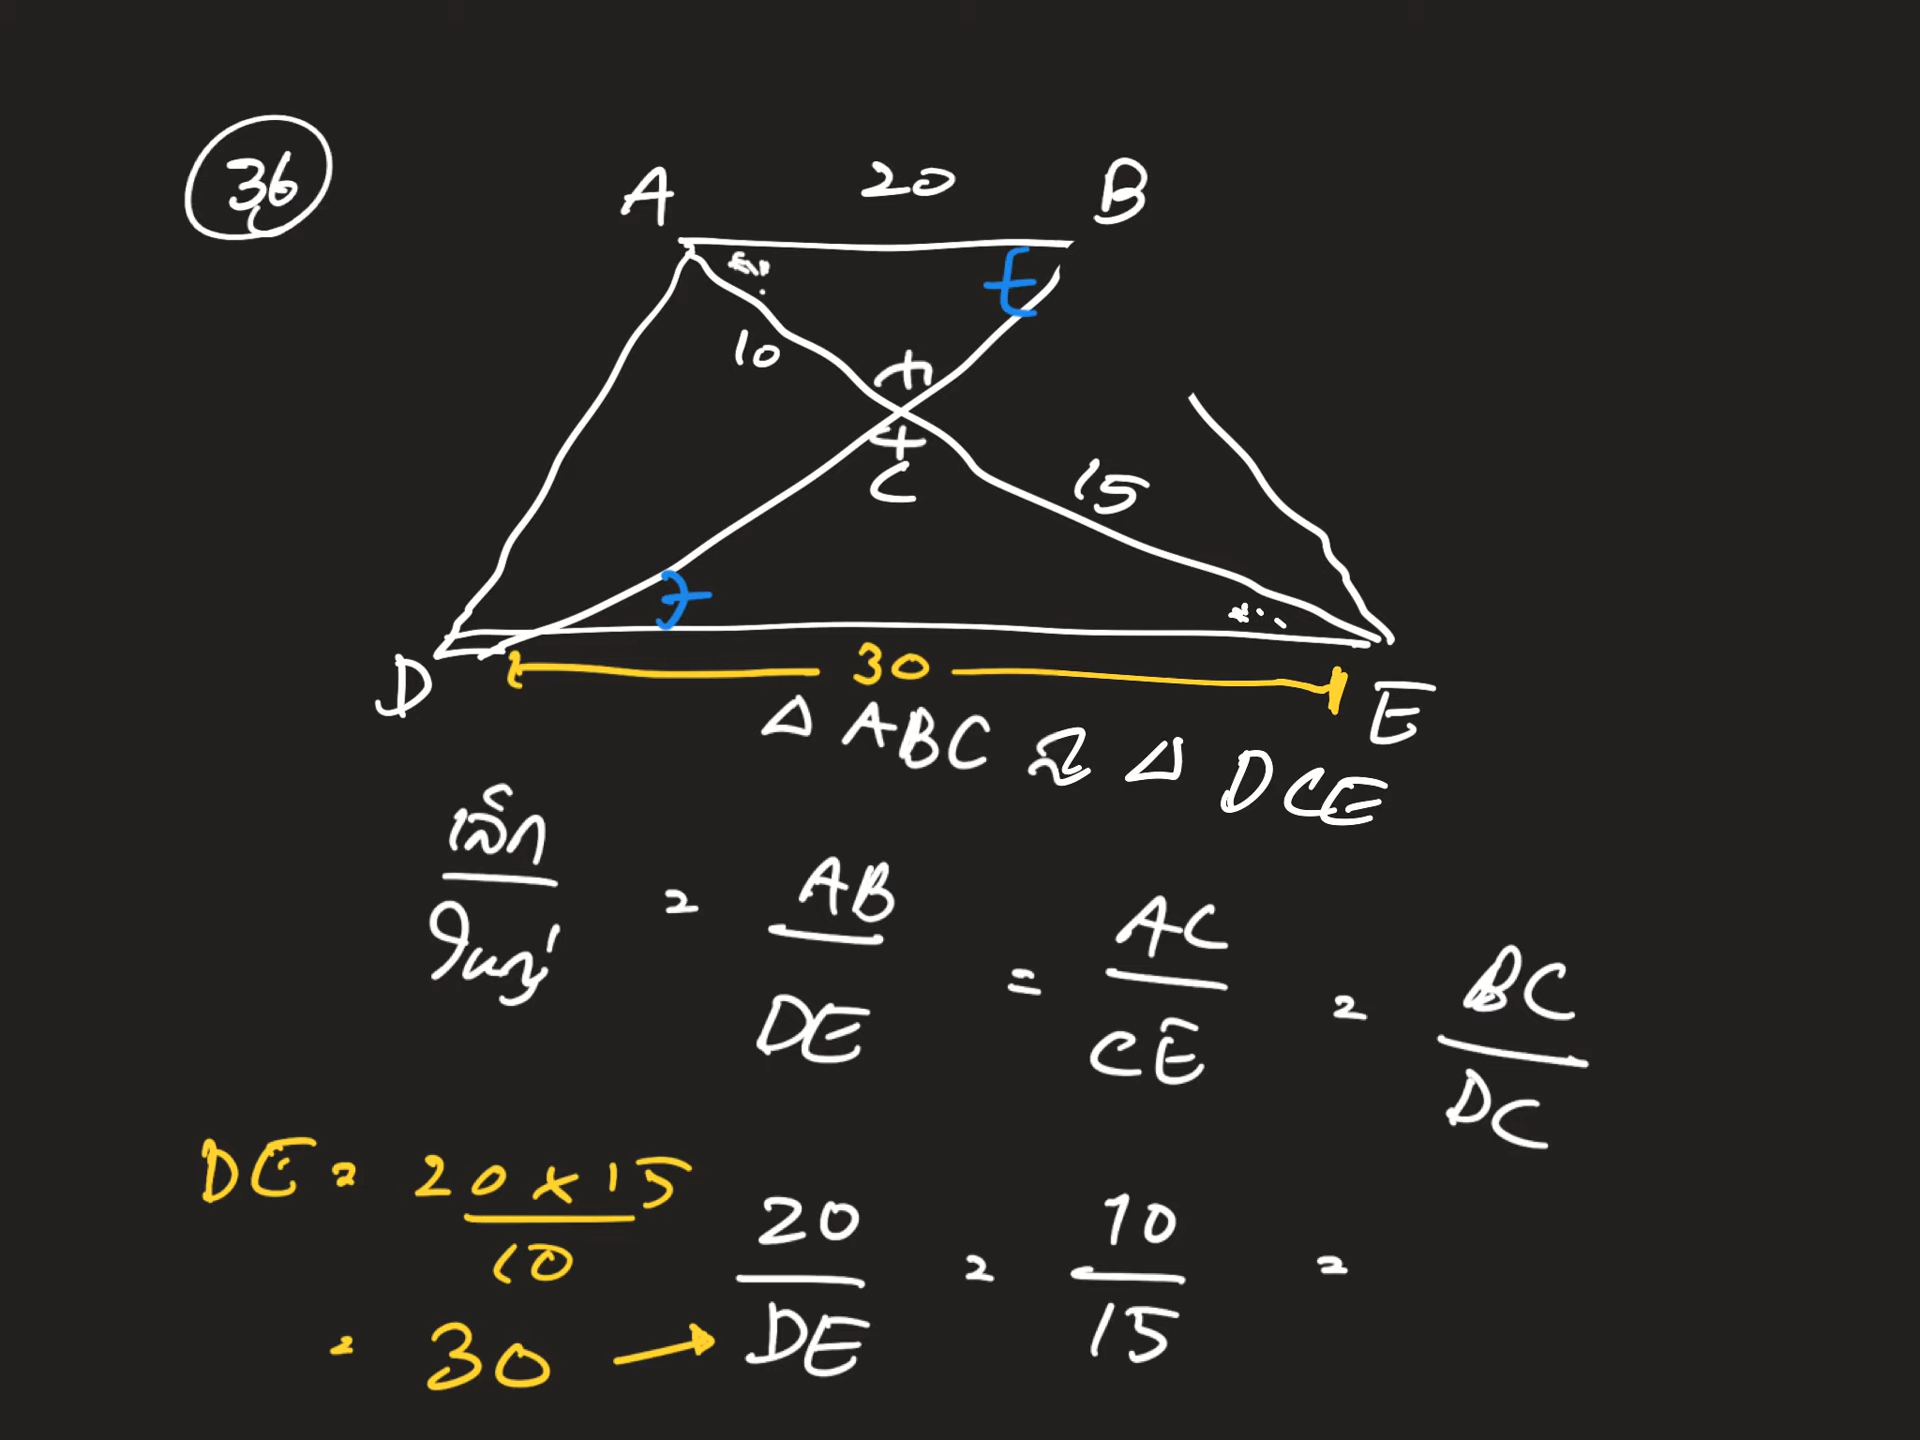 36
A 20 B
10
C
15
D 30 E
Δ ABC ≈ Δ DCE
เล็ก/ใหญ่ = AB/DE = AC/CE = BC/DC
DE = 20 × 15/10
20/DE = 10/15 =
= 30 →